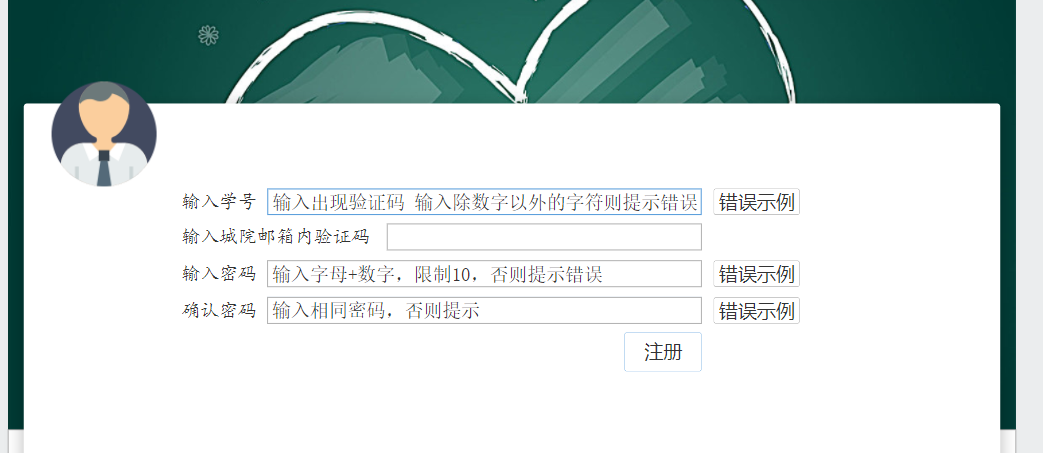 输入学号 输入出现验证码 输入除数字以外的字符则提示错误 错误示例
输入城院邮箱内验证码
输入密码 输入字母+数字，限制10，否则提示错误 错误示例
确认密码 输入相同密码，否则提示 错误示例
注册